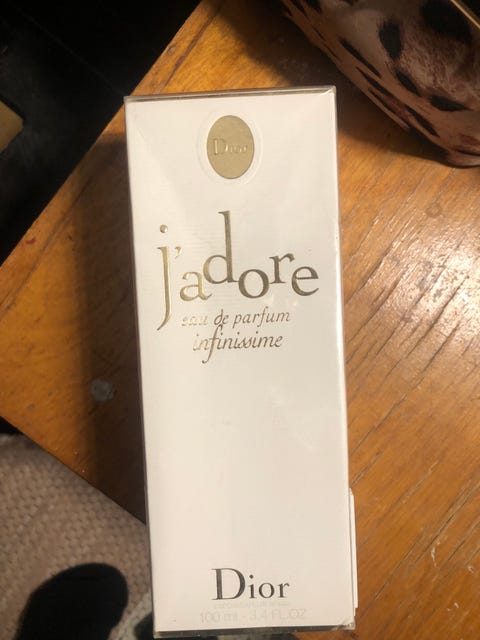 Dior
j'adore
eau de parfum
infinissime
Dior
100 ml - 3.4 FL.OZ